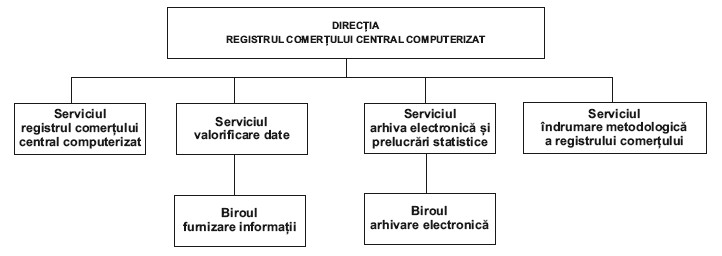 DIRECȚIA
REGISTRUL COMERȚULUI CENTRAL COMPUTERIZAT
Serviciul
registrul comerțului
central computerizat
Serviciul
valorificare date
Serviciul
arhiva electronică și
prelucrări statistice
Serviciul
îndrumare metodologică
a registrului comerțului
Biroul
furnizare informații
Biroul
arhivare electronică